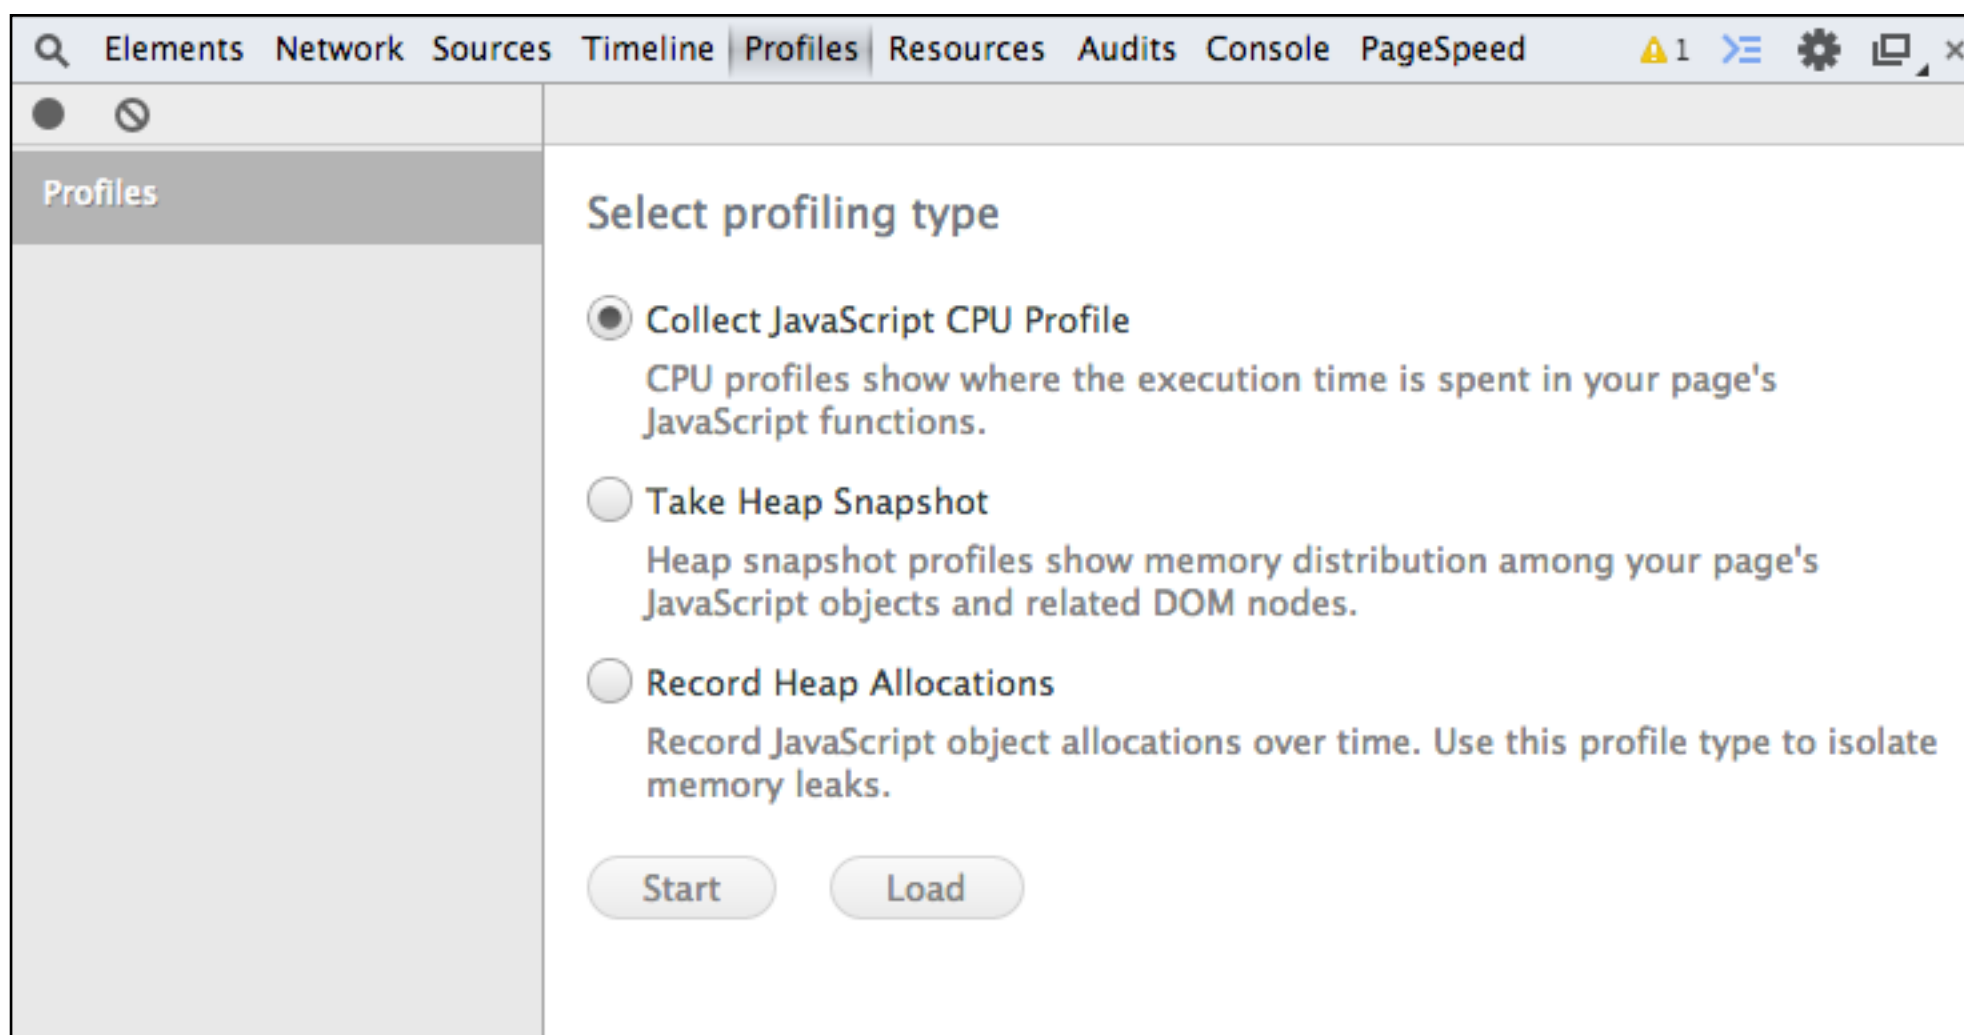 Elements Network Sources Timeline Profiles Resources Audits Console PageSpeed 1
Profiles
Select profiling type
Collect JavaScript CPU Profile
CPU profiles show where the execution time is spent in your page's
JavaScript functions.
Take Heap Snapshot
Heap snapshot profiles show memory distribution among your page's
JavaScript objects and related DOM nodes.
Record Heap Allocations
Record JavaScript object allocations over time. Use this profile type to isolate
memory leaks.
Start Load